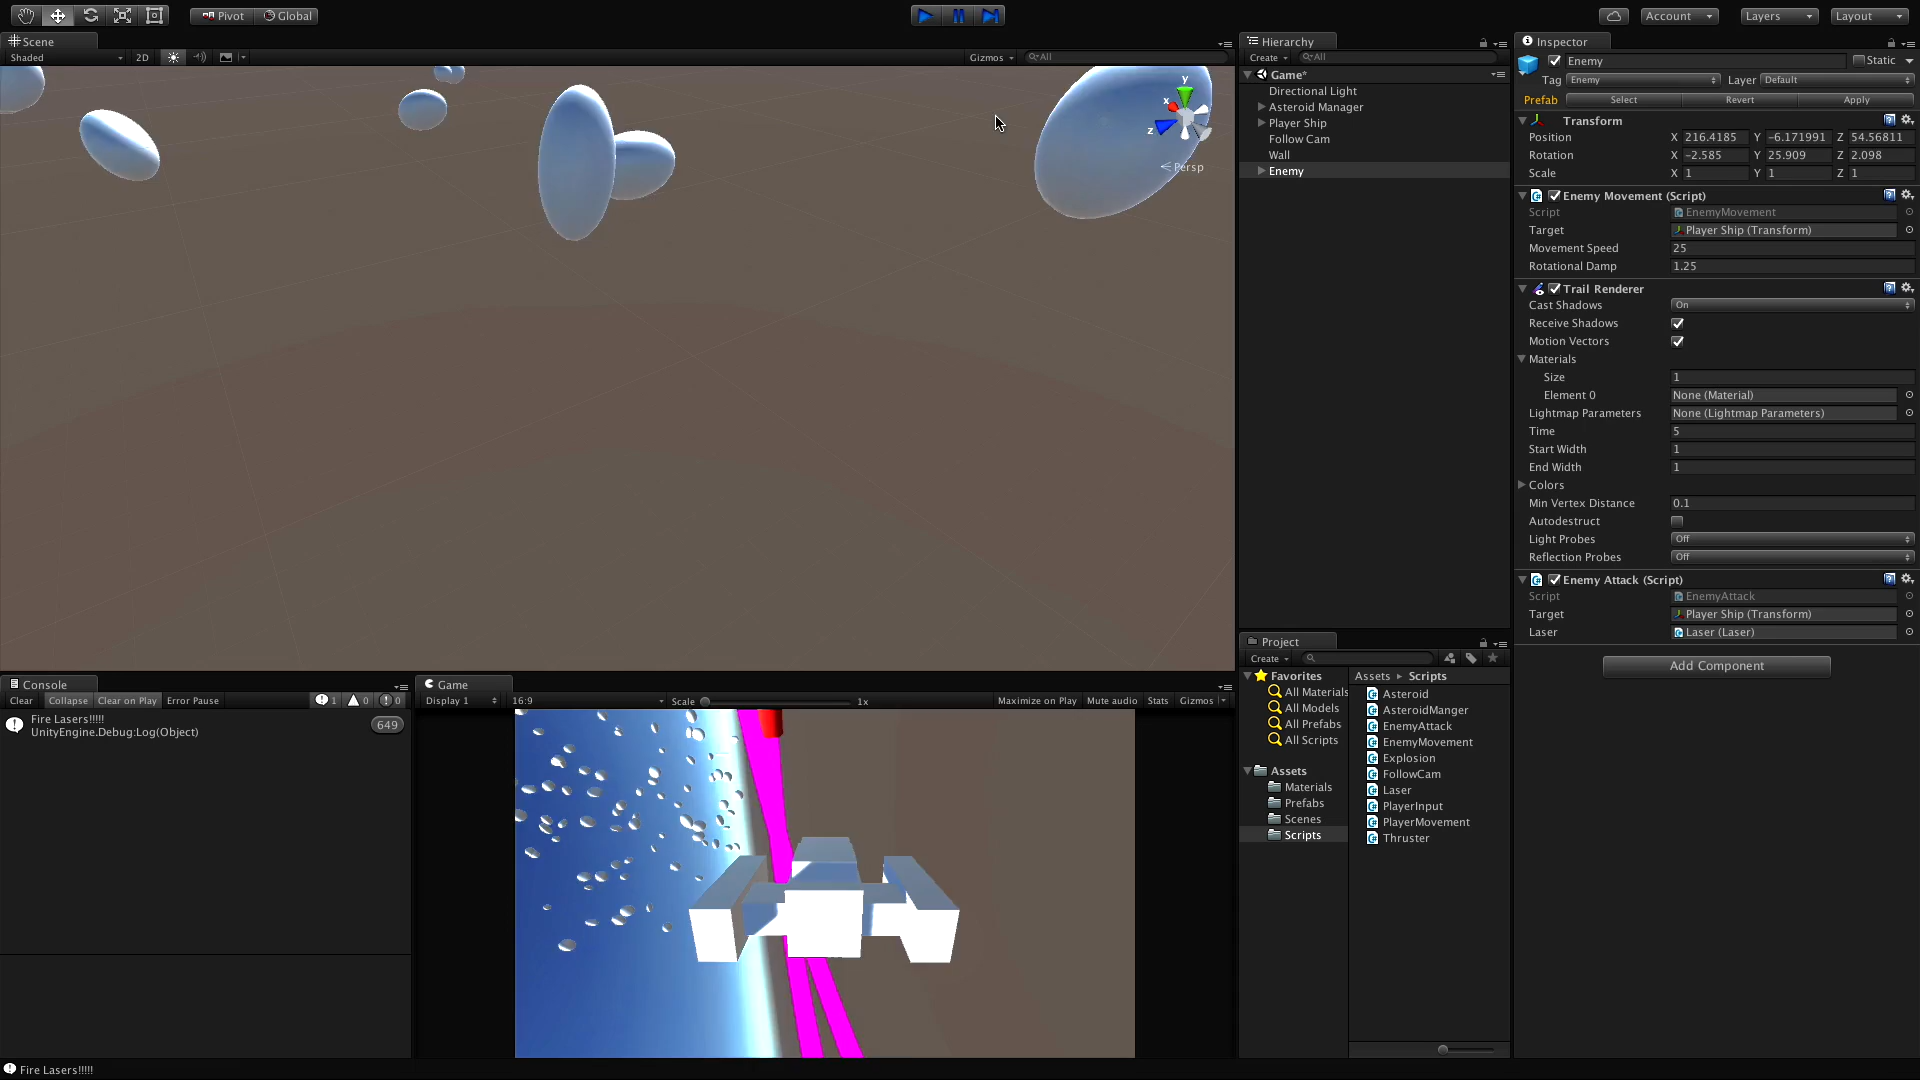 Pivot Global Account Layers Layout
Scene
Shaded 2D Gizmos All
y
x
z
Persp
Hierarchy
Create All
Game*
Directional Light
Asteroid Manager
Player Ship
Follow Cam
Wall
Enemy
Inspector
Enemy Static
Tag Enemy Layer Default
Prefab Select Revert Apply
Transform
Position X 216.4185 Y -6.171991 Z 54.56811
Rotation X -2.585 Y 25.909 Z 2.098
Scale X 1 Y 1 Z 1
Enemy Movement (Script)
Script EnemyMovement
Target Player Ship (Transform)
Movement Speed 25
Rotational Damp 1.25
Trail Renderer
Cast Shadows On
Receive Shadows
Motion Vectors
Materials
Size 1
Element 0 None (Material)
Lightmap Parameters None (Lightmap Parameters)
Time 5
Start Width 1
End Width 1
Colors
Min Vertex Distance 0.1
Autodestruct
Light Probes Off
Reflection Probes Off
Enemy Attack (Script)
Script EnemyAttack
Target Player Ship (Transform)
Laser Laser (Laser)
Add Component
Console
Clear Collapse Clear on Play Error Pause 1 0 0
Fire Lasers!!!!!
UnityEngine.Debug:Log(Object)
649
Game
Display 1 16:9 Scale 1x Maximize on Play Mute audio Stats Gizmos
Project
Create
Favorites
All Materials
All Models
All Prefabs
All Scripts
Assets
Materials
Prefabs
Scenes
Scripts
Assets Scripts
Asteroid
AsteroidManger
EnemyAttack
EnemyMovement
Explosion
FollowCam
Laser
PlayerInput
PlayerMovement
Thruster
Fire Lasers!!!!!